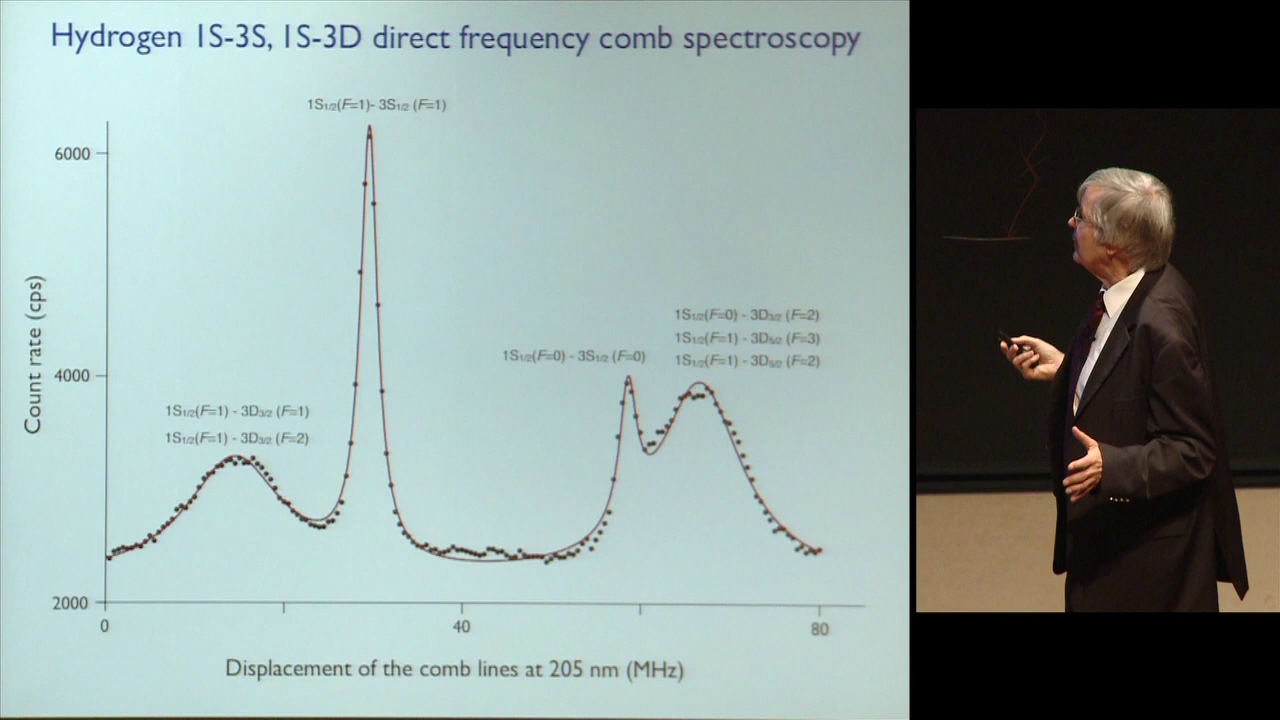 Hydrogen 1S-3S, 1S-3D direct frequency comb spectroscopy
1S1/2(F=1)- 3S1/2 (F=1)
6000
1S1/2(F=0) - 3D3/2 (F=2)
1S1/2(F=1) - 3D5/2 (F=3)
1S1/2(F=0) - 3S1/2 (F=0)
1S1/2(F=1) - 3D5/2 (F=2)
4000
Count rate (cps)
1S1/2(F=1) - 3D3/2 (F=1)
1S1/2(F=1) - 3D3/2 (F=2)
2000
0
40
80
Displacement of the comb lines at 205 nm (MHz)